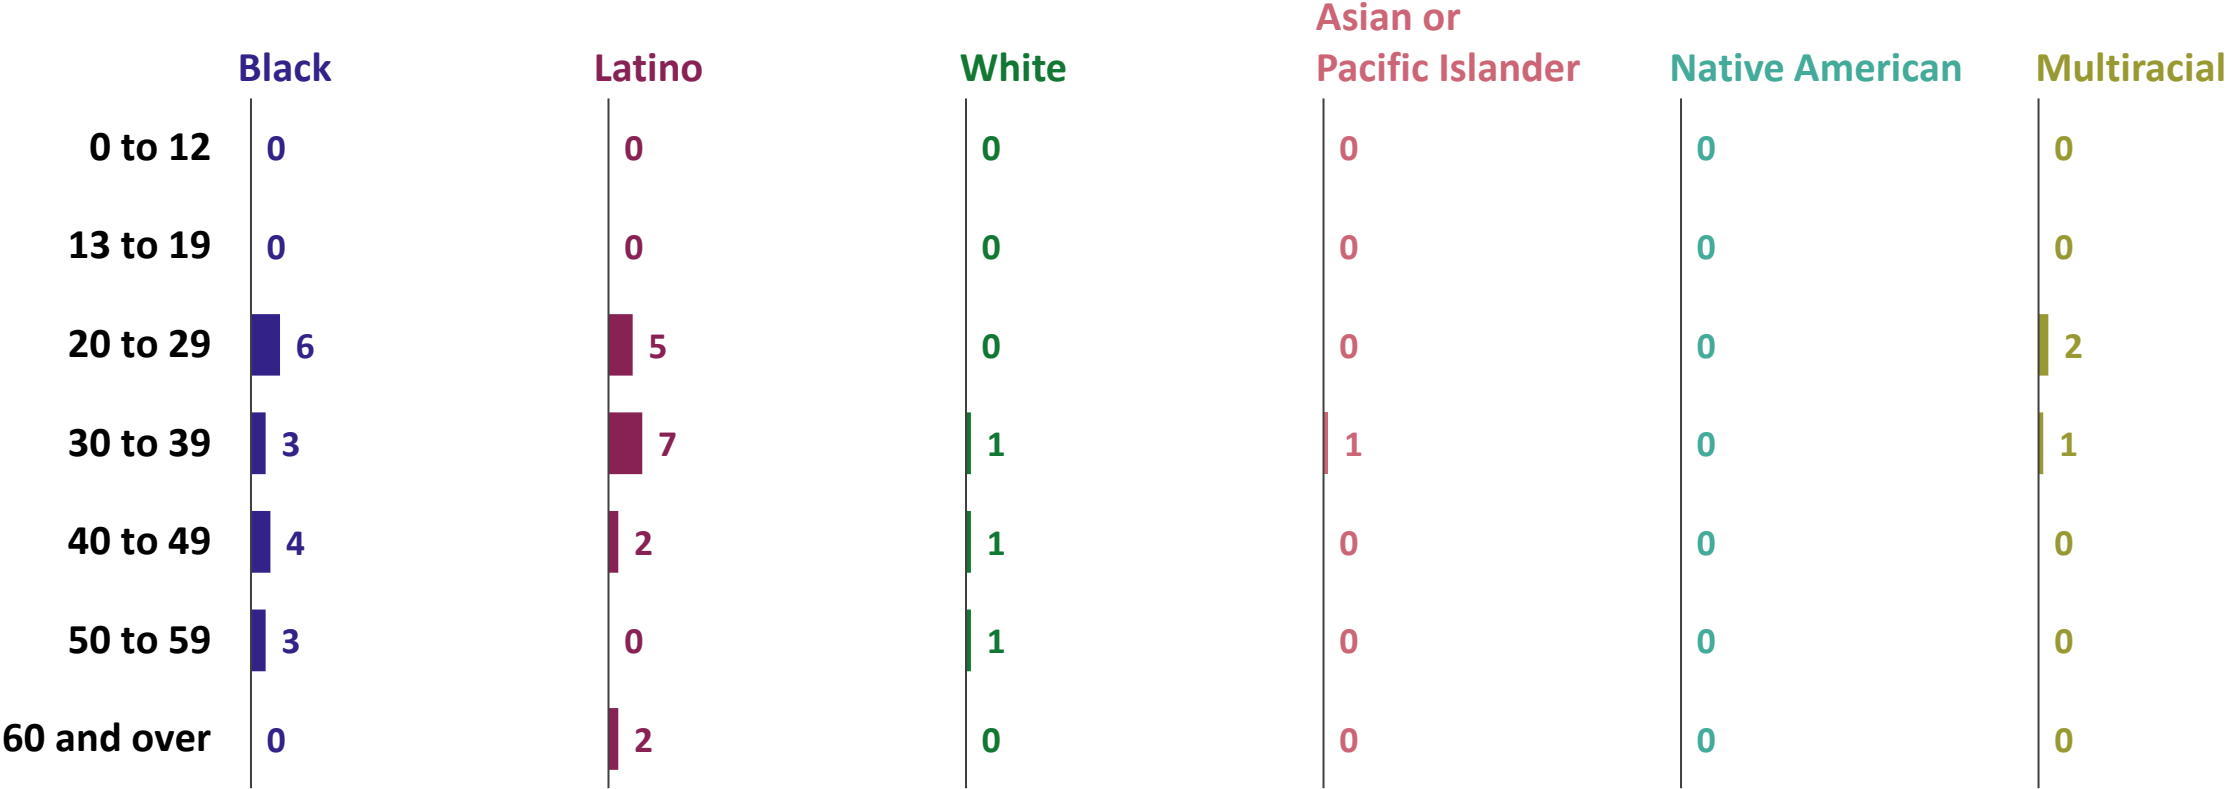 Asian or
Black Latino White Pacific Islander Native American Multiracial
0 to 12 0 0 0 0 0 0
13 to 19 0 0 0 0 0 0
20 to 29 6 5 0 0 0 2
30 to 39 3 7 1 1 0 1
40 to 49 4 2 1 0 0 0
50 to 59 3 0 1 0 0 0
60 and over 0 2 0 0 0 0